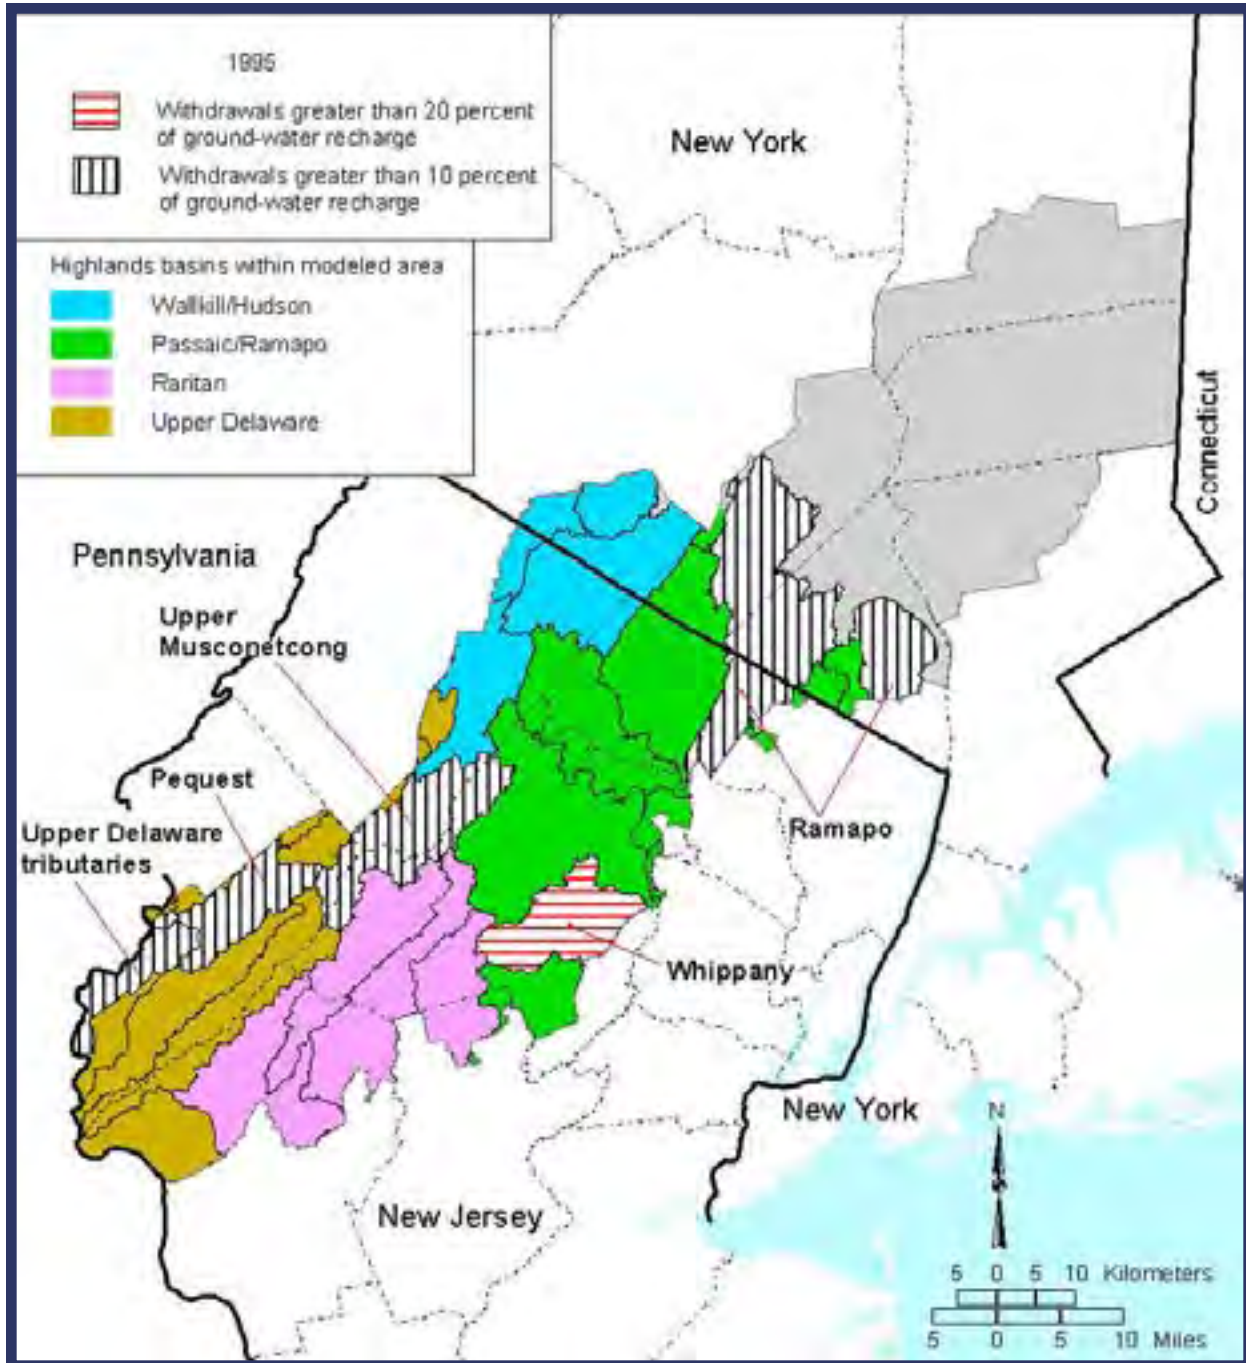 1995
Withdrawals greater than 20 percent
of ground-water recharge
Withdrawals greater than 10 percent
of ground-water recharge
Highlands basins within modeled area
Wallkill/Hudson
Passaic/Ramapo
Raritan
Upper Delaware
New York
Connecticut
Pennsylvania
Upper
Musconetcong
Pequest
Upper Delaware
tributaries
Ramapo
Whippany
New York
New Jersey
N
5 0 5 10 Kilometers
5 0 5 10 Miles